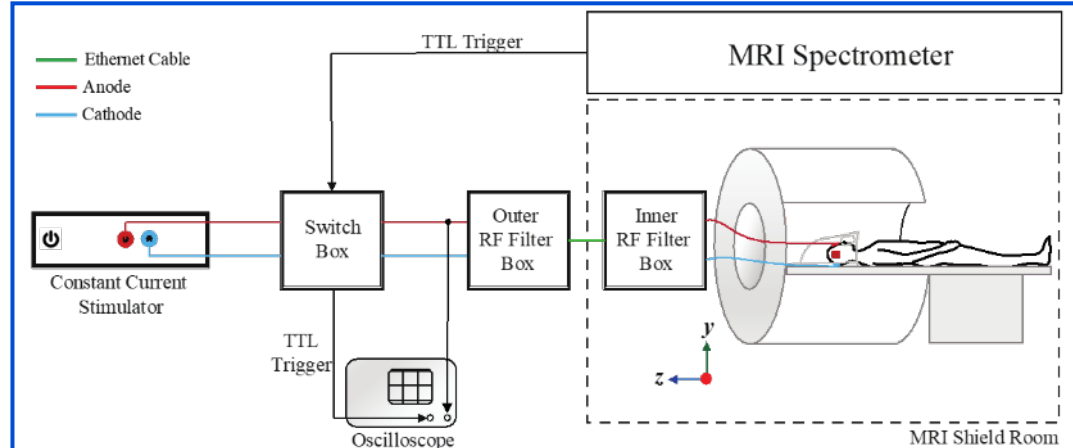 TTL Trigger
MRI Spectrometer
Ethernet Cable
Anode
Cathode
Switch
Box
Outer
RF Filter
Box
Inner
RF Filter
Box
Constant Current
Stimulator
TTL
Trigger
y
z
Oscilloscope
MRI Shield Room